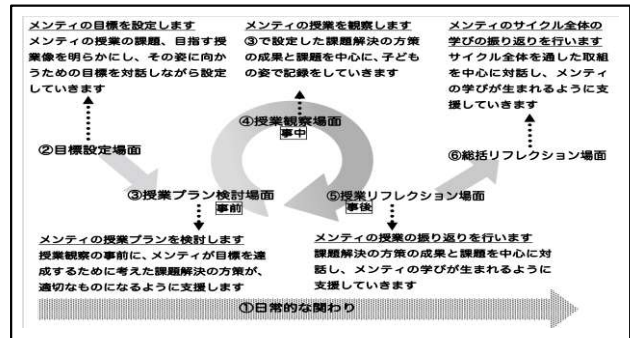 メンティの目標を設定します
メンティの授業の課題、目指す授
業像を明らかにし、その姿に向か
うための目標を対話しながら設定
していきます
メンティの授業を観察します
③で設定した課題解決の方策
の成果と課題を中心に、子ども
の姿で記録をしていきます
メンティのサイクル全体の
学びの振り返りを行います
サイクル全体を通した取組
を中心に対話し、メンティ
の学びが生まれるように支
援していきます
④授業観察場面
事中
②目標設定場面
⑥総括リフレクション場面
③授業プラン検討場面
事前
⑤授業リフレクション場面
事後
メンティの授業プランを検討します
授業観察の事前に、メンティが目標を達
成するために考えた課題解決の方策が、
適切なものになるように支援します
メンティの授業の振り返りを行います
課題解決の方策の成果と課題を中心に対
話し、メンティの学びが生まれるように
支援していきます
①日常的な関わり